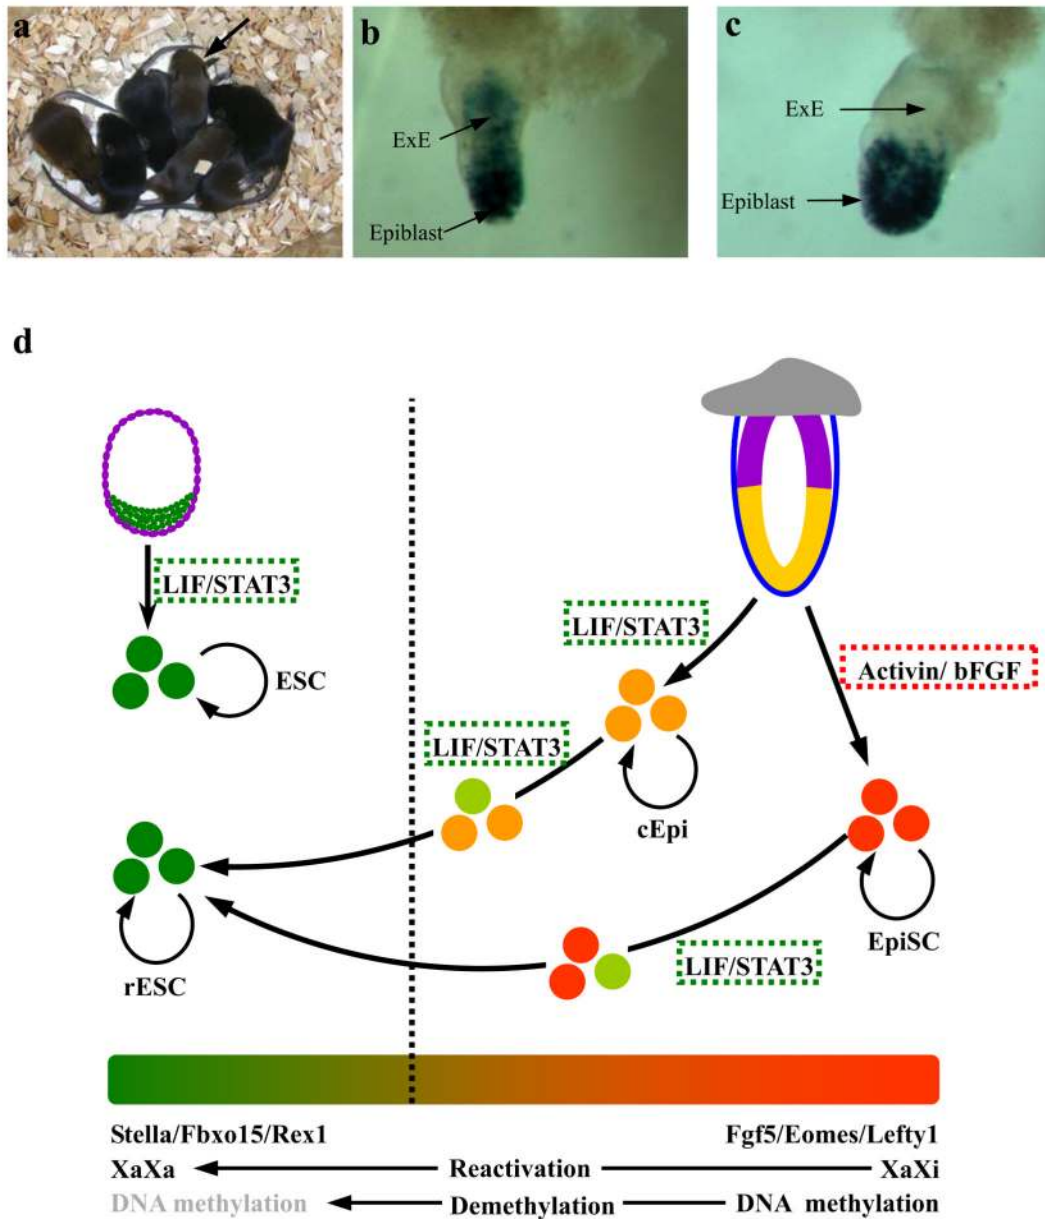 a
b
c
ExE
Epiblast
ExE
Epiblast
d
LIF/STAT3
LIF/STAT3
Activin/ bFGF
ESC
LIF/STAT3
cEpi
EpiSC
LIF/STAT3
rESC
Stella/Fbxo15/Rex1 Fgf5/Eomes/Lefty1
XaXa Reactivation XaXi
DNA methylation Demethylation DNA methylation